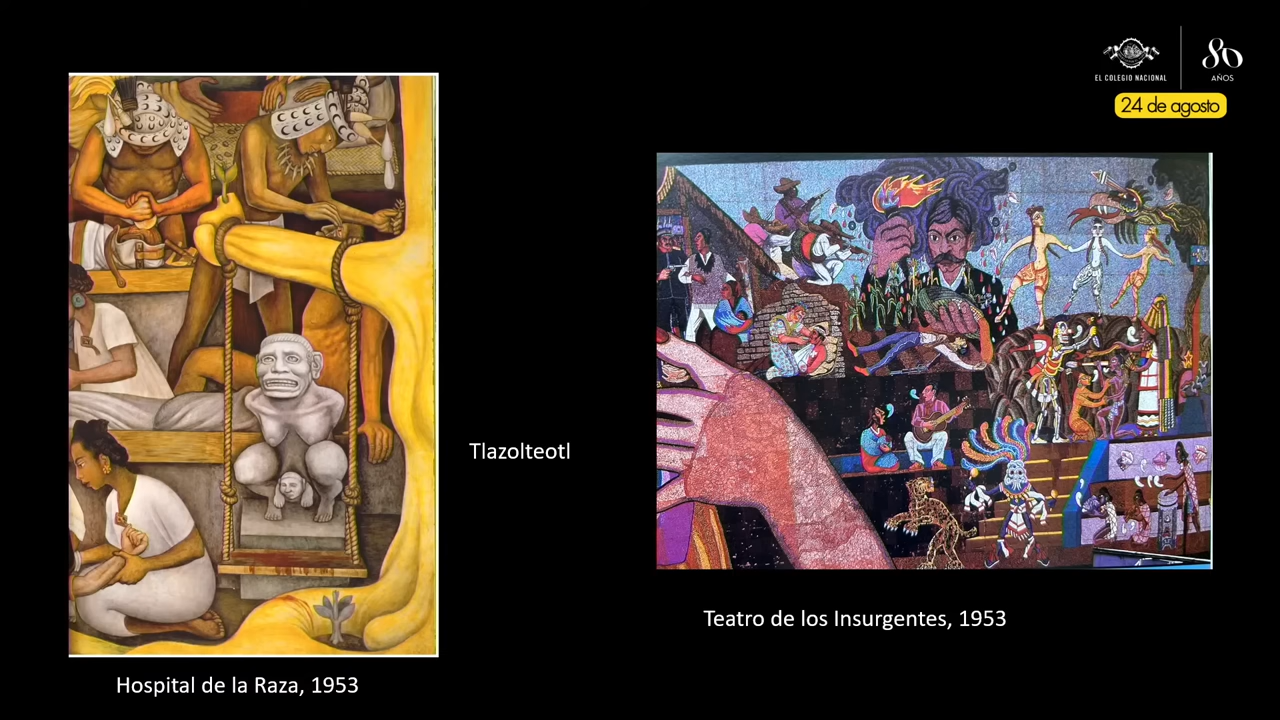 EL COLEGIO NACIONAL
80
AÑOS
24 de agosto
Tlazolteotl
Teatro de los Insurgentes, 1953
Hospital de la Raza, 1953